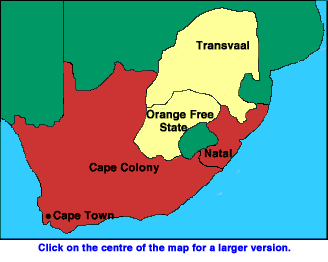 Transvaal
Orange Free
State
Natal
Cape Colony
Cape Town
Click on the centre of the map for a larger version.